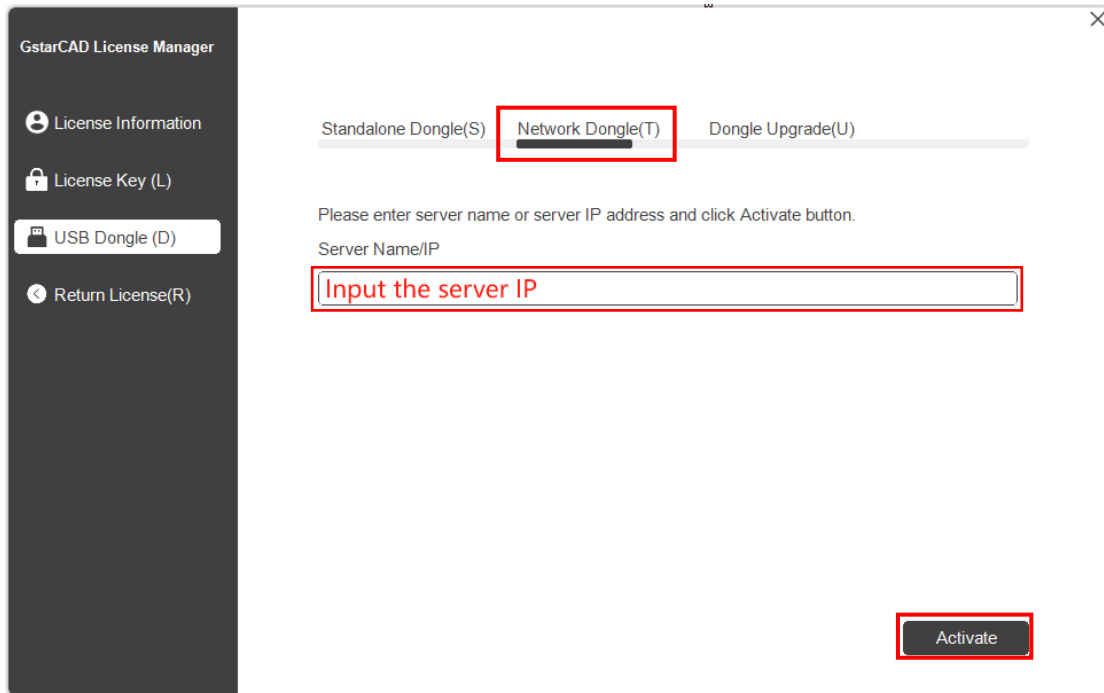 GstarCAD License Manager
License Information
License Key (L)
USB Dongle (D)
Return License(R)
Standalone Dongle(S) Network Dongle(T) Dongle Upgrade(U)
Please enter server name or server IP address and click Activate button.
Server Name/IP
Input the server IP
Activate